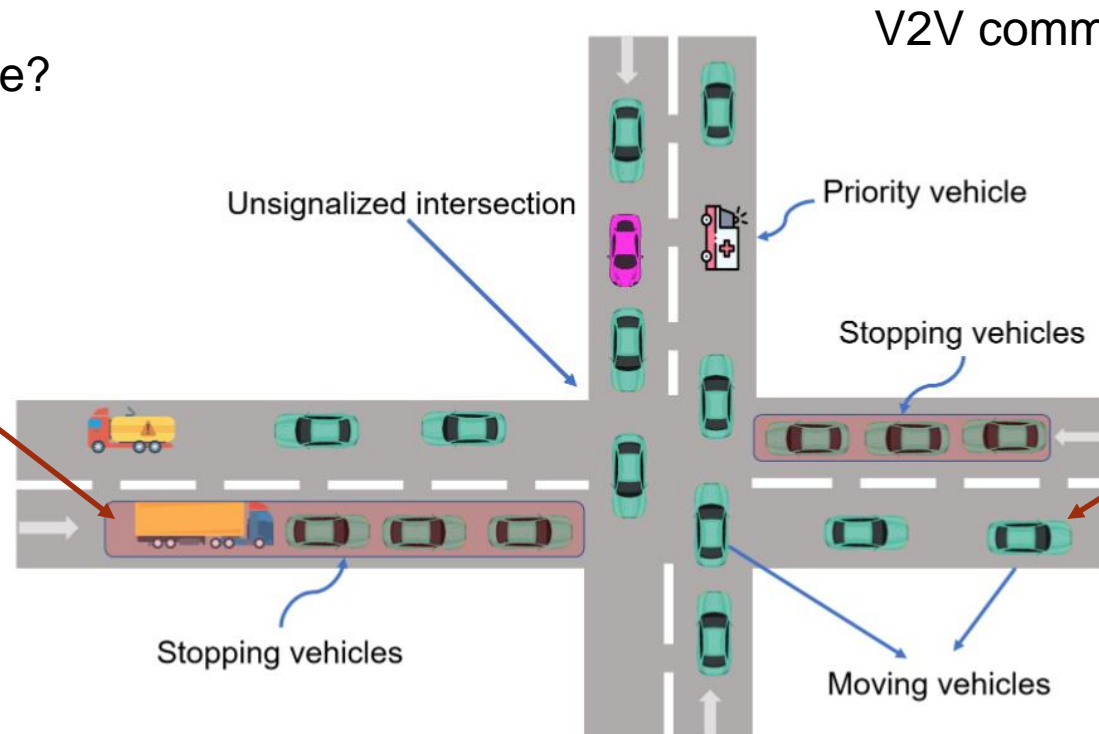 V2V comm
e?
Unsignalized intersection
Priority vehicle
Stopping vehicles
Stopping vehicles
Moving vehicles